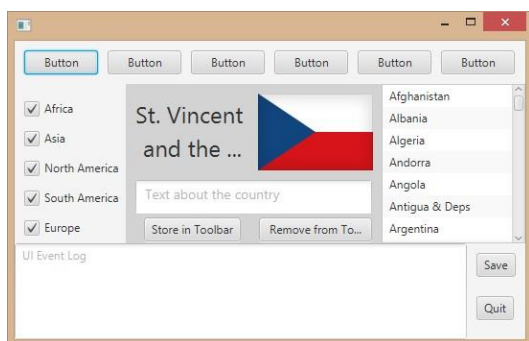 Button Button Button Button Button Button
Africa
Asia
North America
South America
Europe
St. Vincent
and the ...
Text about the country
Store in Toolbar Remove from To...
Afghanistan
Albania
Algeria
Andorra
Angola
Antigua & Deps
Argentina
UI Event Log
Save
Quit